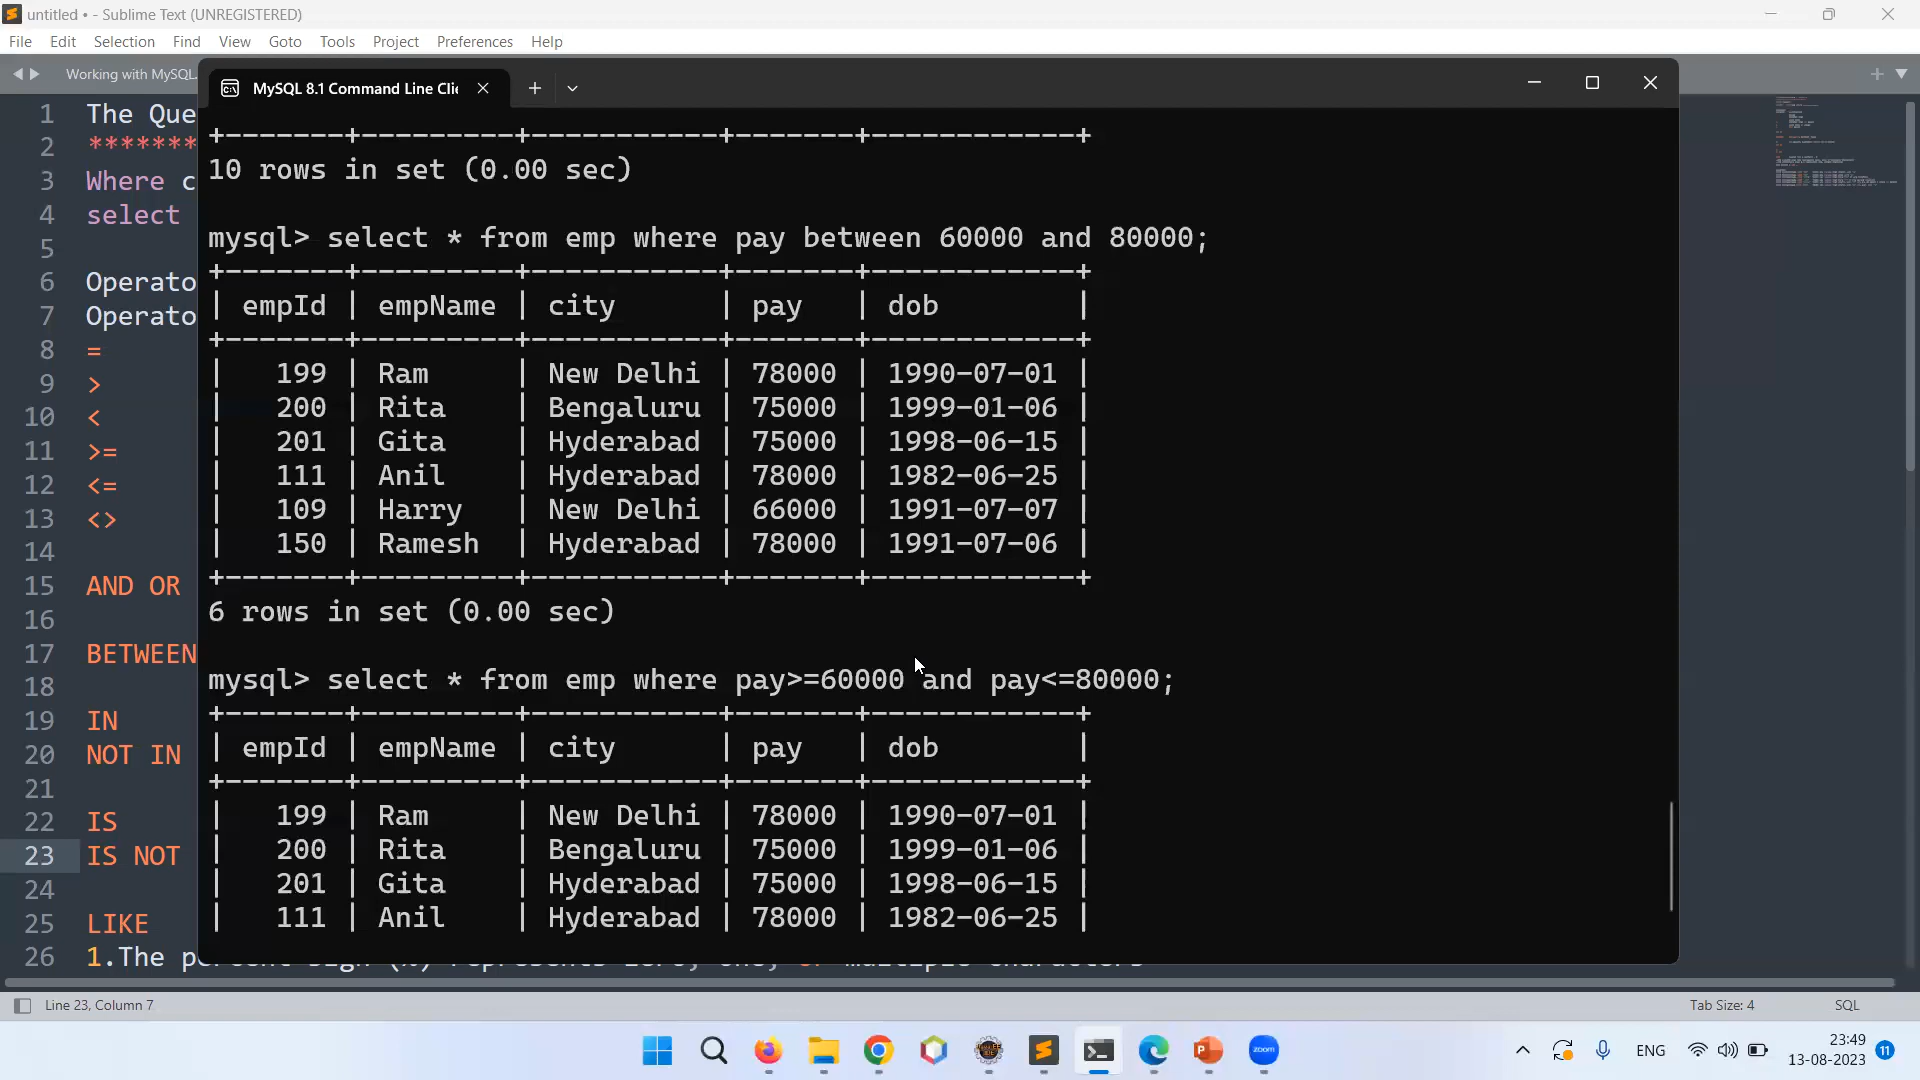 untitled • - Sublime Text (UNREGISTERED)
File Edit Selection Find View Goto Tools Project Preferences Help
Working with MySQL.
MySQL 8.1 Command Line Clie
1 The Que
2 *******
3 Where c
4 select
5
6 Operato
7 Operato
8 =
9 >
10 <
11 >=
12 <=
13 <>
14
15 AND OR
16
17 BETWEEN
18
19 IN
20 NOT IN
21
22 IS
23 IS NOT
24
25 LIKE
26 1.The percent sign (%) represents zero, one, or multiple characters
+-------+---------+-----------+-------+------------+
10 rows in set (0.00 sec)
mysql> select * from emp where pay between 60000 and 80000;
+-------+---------+-----------+-------+------------+
| empId | empName | city | pay | dob |
+-------+---------+-----------+-------+------------+
| 199 | Ram | New Delhi | 78000 | 1990-07-01 |
| 200 | Rita | Bengaluru | 75000 | 1999-01-06 |
| 201 | Gita | Hyderabad | 75000 | 1998-06-15 |
| 111 | Anil | Hyderabad | 78000 | 1982-06-25 |
| 109 | Harry | New Delhi | 66000 | 1991-07-07 |
| 150 | Ramesh | Hyderabad | 78000 | 1991-07-06 |
+-------+---------+-----------+-------+------------+
6 rows in set (0.00 sec)
mysql> select * from emp where pay>=60000 and pay<=80000;
+-------+---------+-----------+-------+------------+
| empId | empName | city | pay | dob |
+-------+---------+-----------+-------+------------+
| 199 | Ram | New Delhi | 78000 | 1990-07-01 |
| 200 | Rita | Bengaluru | 75000 | 1999-01-06 |
| 201 | Gita | Hyderabad | 75000 | 1998-06-15 |
| 111 | Anil | Hyderabad | 78000 | 1982-06-25 |
Line 23, Column 7 Tab Size: 4 SQL
zoom
ENG
23:49
13-08-2023
11